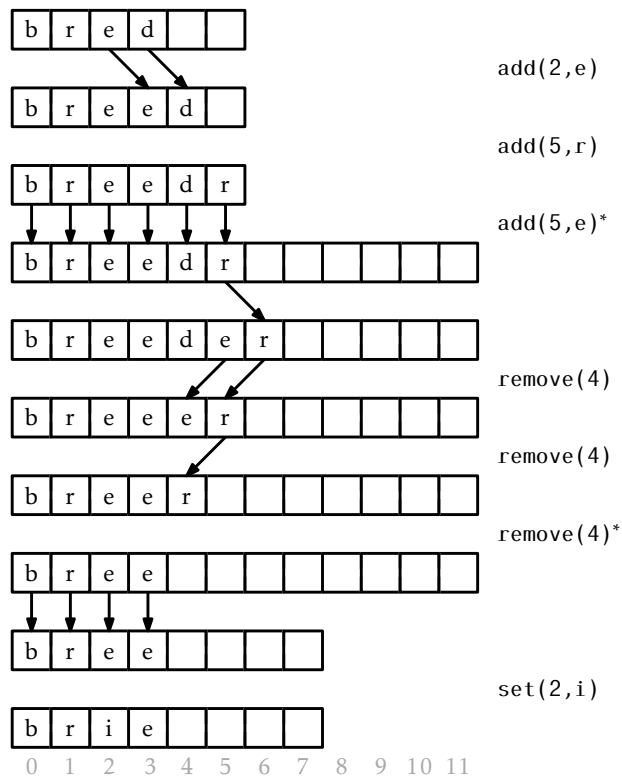 b r e d
add(2,e)
b r e e d
add(5,r)
b r e e d r
add(5,e)*
b r e e d r
b r e e d e r
remove(4)
b r e e e r
remove(4)
b r e e r
remove(4)*
b r e e
b r e e
set(2,i)
b r i e
0 1 2 3 4 5 6 7 8 9 10 11